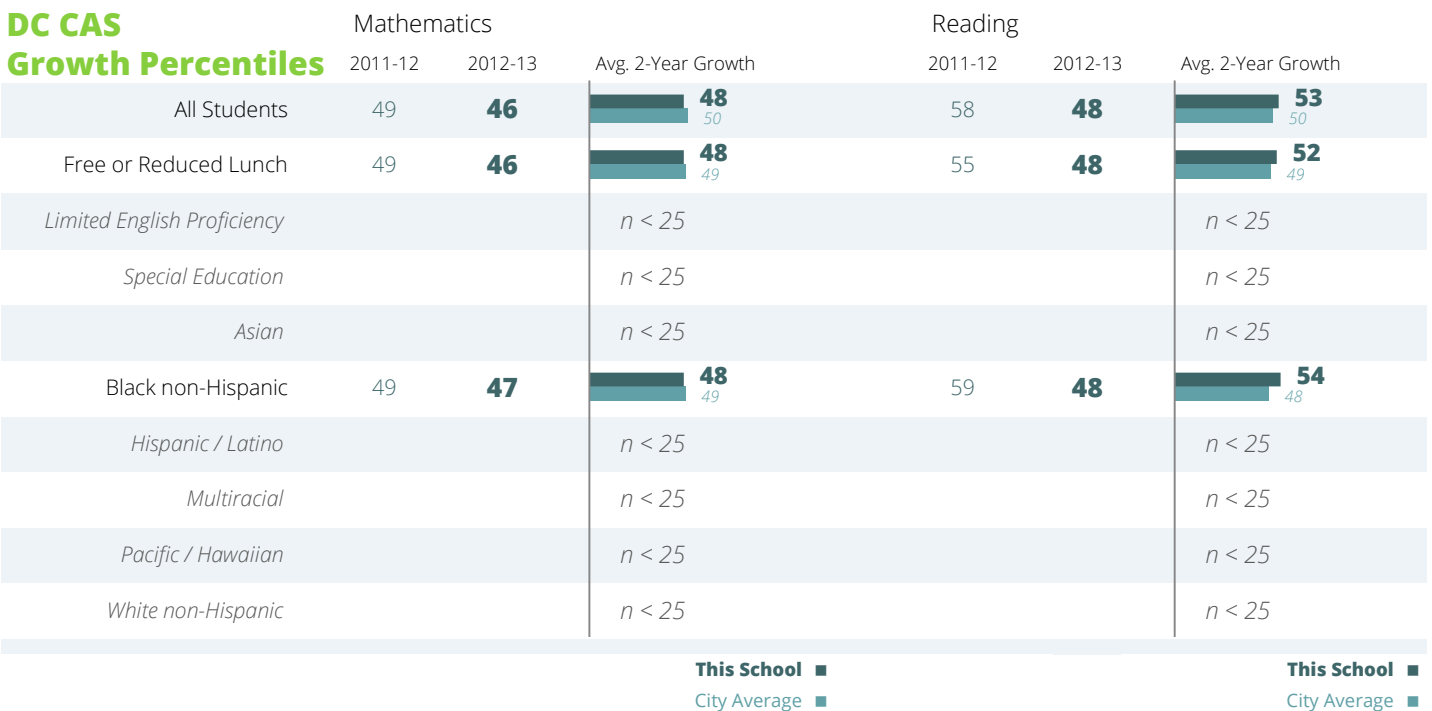 DC CAS Mathematics Reading
Growth Percentiles 2011-12 2012-13 Avg. 2-Year Growth 2011-12 2012-13 Avg. 2-Year Growth
All Students 49 46 48 50 58 48 53 50
Free or Reduced Lunch 49 46 48 49 55 48 52 49
Limited English Proficiency n < 25 n < 25
Special Education n < 25 n < 25
Asian n < 25 n < 25
Black non-Hispanic 49 47 48 49 59 48 54 48
Hispanic / Latino n < 25 n < 25
Multiracial n < 25 n < 25
Pacific / Hawaiian n < 25 n < 25
White non-Hispanic n < 25 n < 25
This School This School
City Average City Average